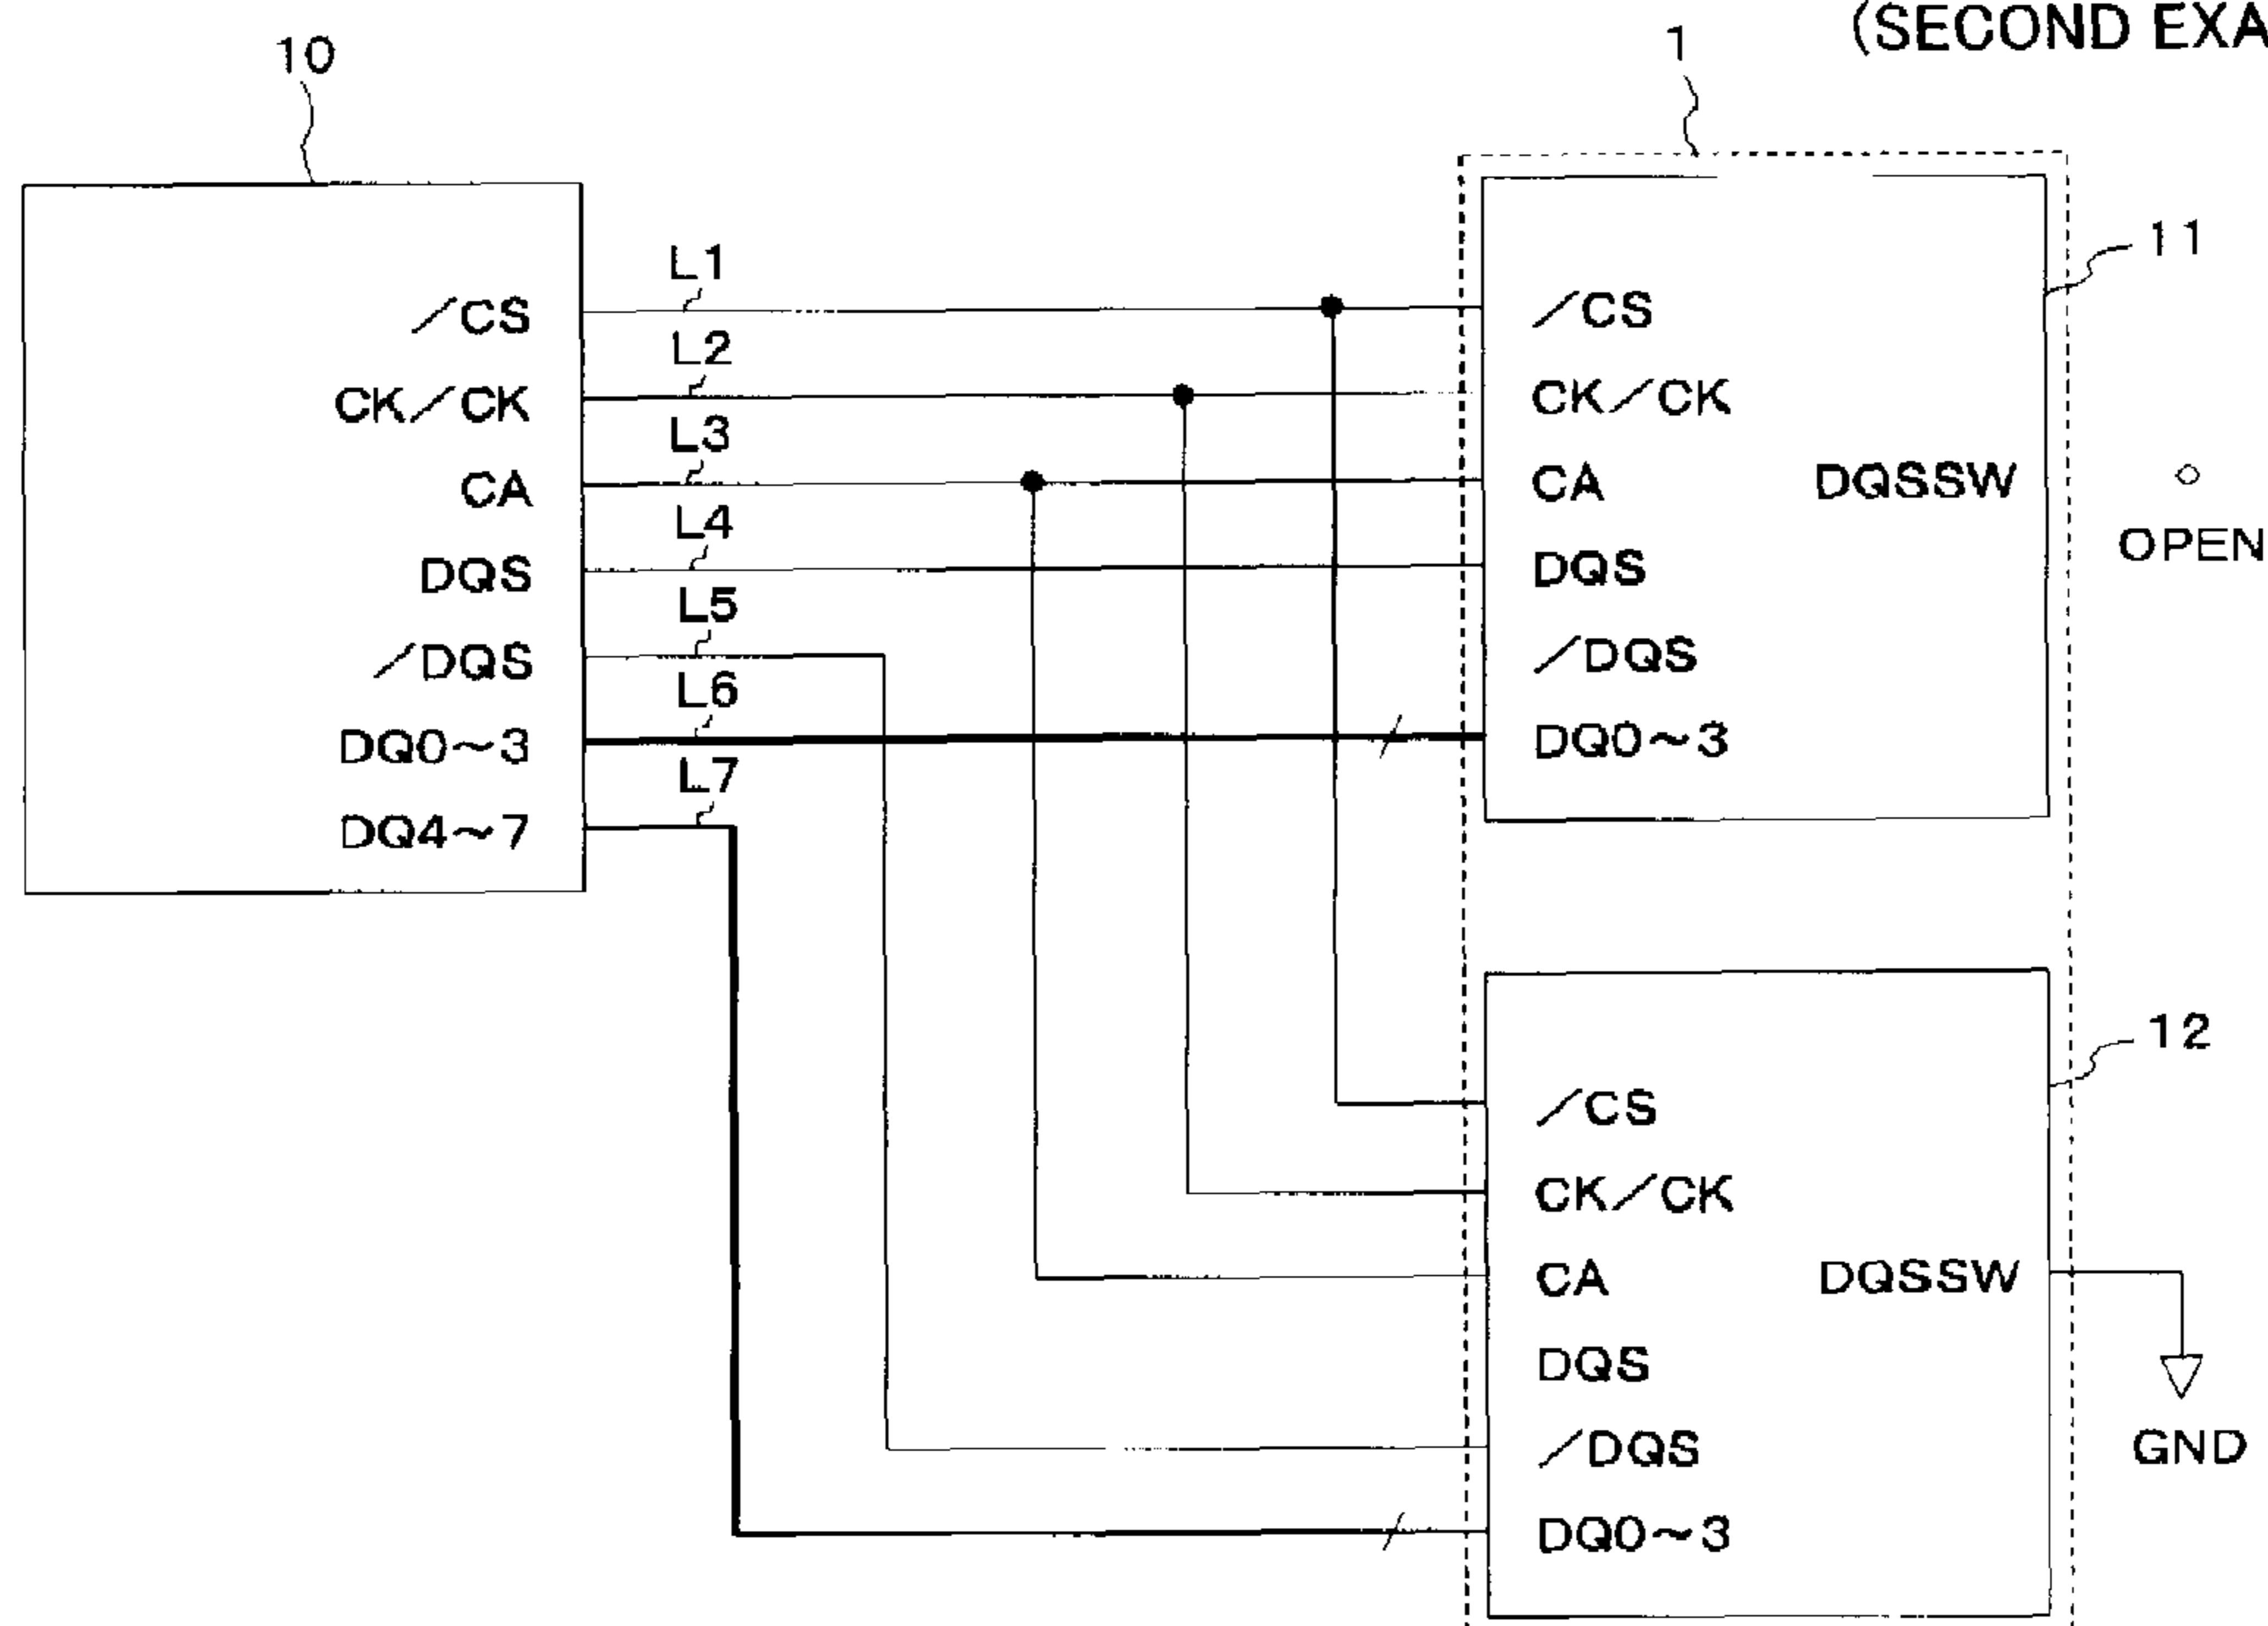 (SECOND EXA
10
1
/CS
CK/CK
CA
DQS
/DQS
DQ0~3
DQ4~7
L1
L2
L3
L4
L5
L6
L7
11
/CS
CK/CK
CA
DQS
/DQS
DQ0~3
DQSSW
OPEN
12
/CS
CK/CK
CA
DQS
/DQS
DQ0~3
DQSSW
GND